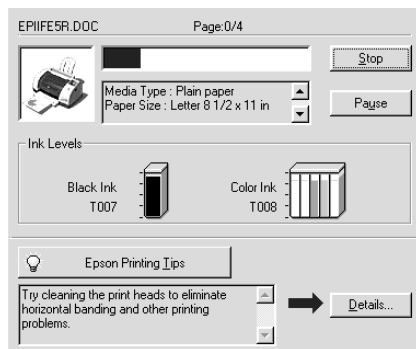 EPIIFE5R.DOC Page:0/4
Stop
Media Type : Plain paper
Paper Size : Letter 8 1/2 x 11 in
Pause
Ink Levels
Black Ink
T007
Color Ink
T008
Epson Printing Tips
Try cleaning the print heads to eliminate
horizontal banding and other printing
problems.
Details...